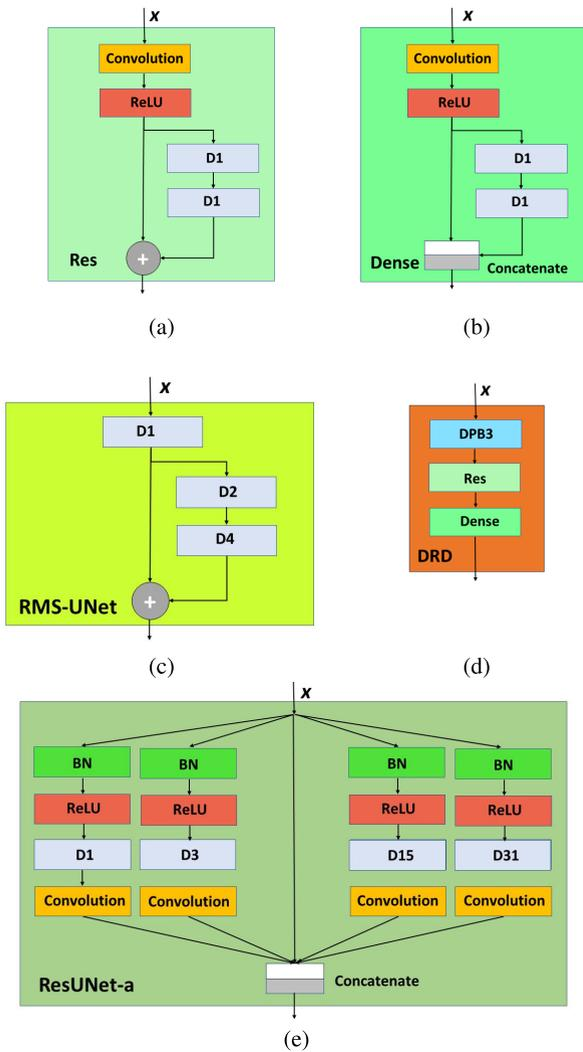 X
Convolution
ReLU
D1
D1
+
Res
(a)
X
Convolution
ReLU
D1
D1
Dense
Concatenate
(b)
X
D1
D2
D4
+
RMS-UNet
(c)
X
DPB3
Res
Dense
DRD
(d)
X
BN BN BN BN
ReLU ReLU ReLU ReLU
D1 D3 D15 D31
Convolution Convolution Convolution Convolution
ResUNet-a
Concatenate
(e)